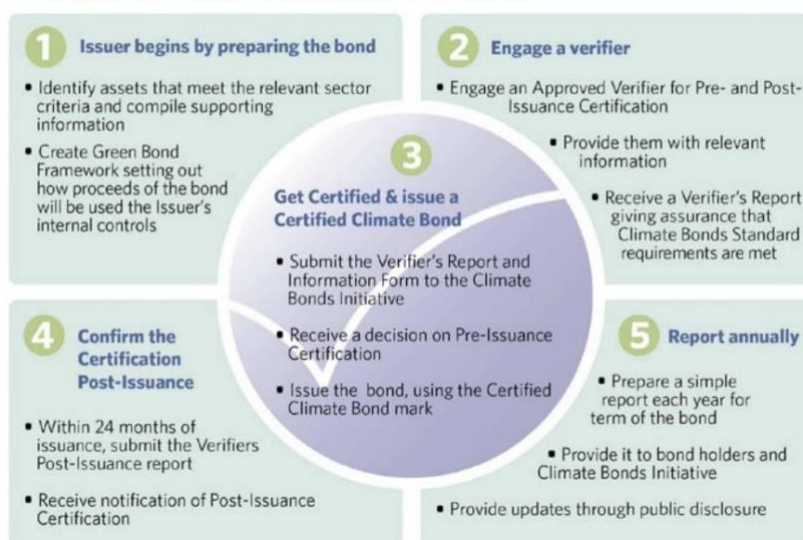 1 Issuer begins by preparing the bond
▪ Identify assets that meet the relevant sector
criteria and compile supporting
information
▪ Create Green Bond
Framework setting out
how proceeds of the bond
will be used the Issuer's
internal controls
2 Engage a verifier
▪ Engage an Approved Verifier for Pre- and Post-
Issuance Certification
▪ Provide them with relevant
information
▪ Receive a Verifier's Report
giving assurance that
Climate Bonds Standard
requirements are met
3
Get Certified & issue a
Certified Climate Bond
▪ Submit the Verifier's Report and
Information Form to the Climate
Bonds Initiative
▪ Receive a decision on Pre-Issuance
Certification
▪ Issue the bond, using the Certified
Climate Bond mark
4 Confirm the
Certification
Post-Issuance
▪ Within 24 months of
issuance, submit the Verifiers
Post-Issuance report
▪ Receive notification of Post-Issuance
Certification
5 Report annually
▪ Prepare a simple
report each year for
term of the bond
▪ Provide it to bond holders and
Climate Bonds Initiative
▪ Provide updates through public disclosure